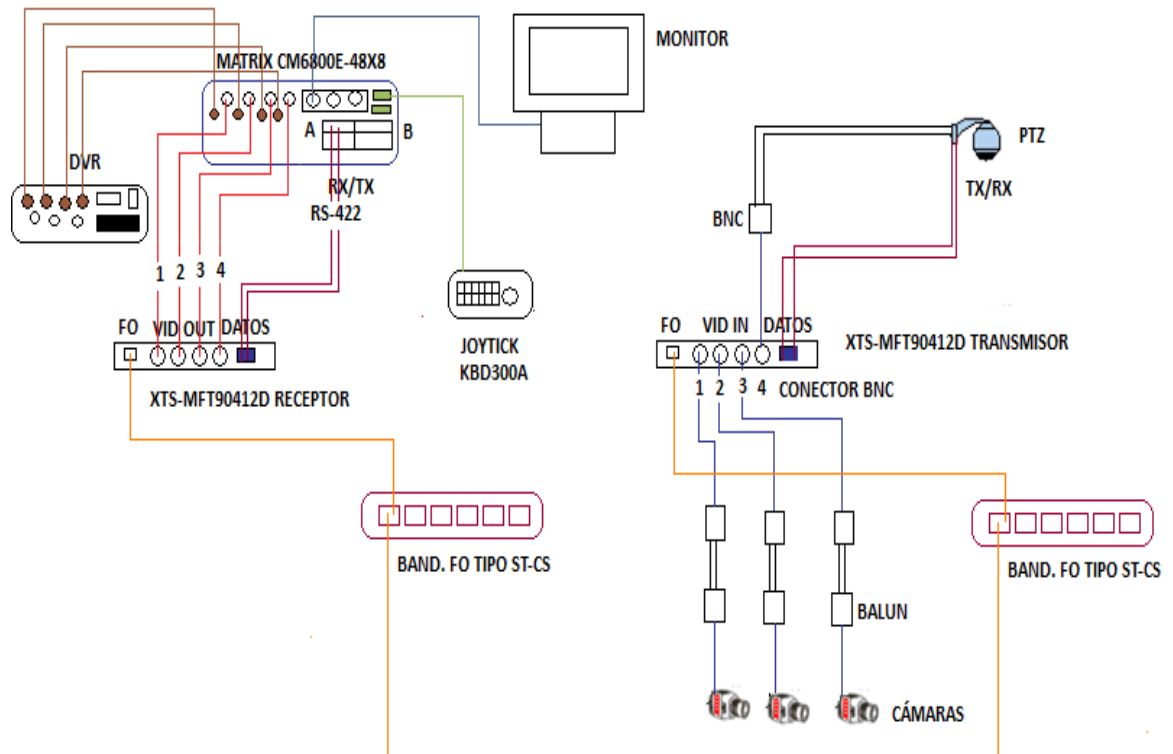 MONITOR
MATRIX CM6800E-48X8
A
B
DVR
RX/TX
RS-422
PTZ
TX/RX
BNC
1 2 3 4
FO VID OUT DATOS
XTS-MFT90412D RECEPTOR
JOYTICK
KBD300A
FO VID IN DATOS
XTS-MFT90412D TRANSMISOR
1 2 3 4 CONECTOR BNC
BAND. FO TIPO ST-CS
BAND. FO TIPO ST-CS
BALUN
CÁMARAS